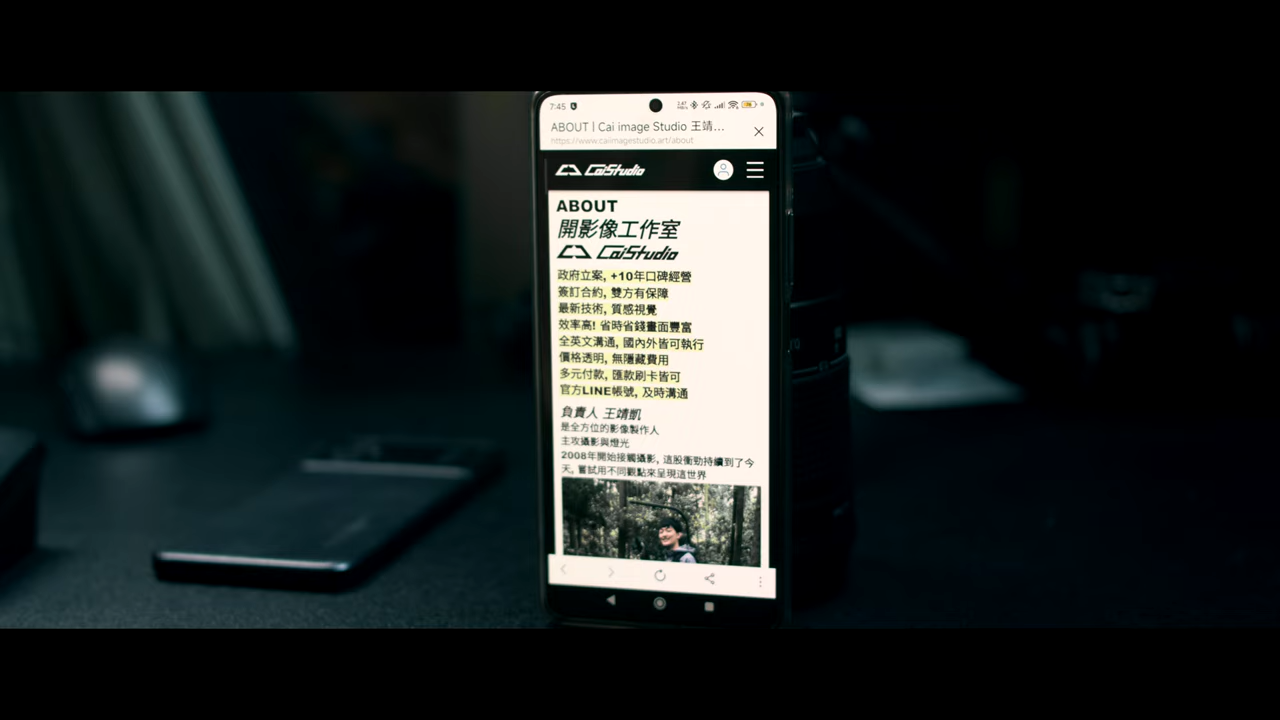 7:45
ABOUT | Cai image Studio 王靖...
https://www.caiimagestudio.art/about
CaiStudio
ABOUT
開影像工作室
CaiStudio
政府立案, +10年口碑經營
簽訂合約, 雙方有保障
最新技術, 質感視覺
效率高! 省時省錢畫面豐富
全英文溝通, 國內外皆可執行
價格透明, 無隱藏費用
多元付款, 匯款刷卡皆可
官方LINE帳號, 及時溝通
負責人 王靖凱
是全方位的影像製作人
主攻攝影與燈光
2008年開始接觸攝影, 這股衝勁持續到了今
天, 嘗試用不同觀點來呈現這世界